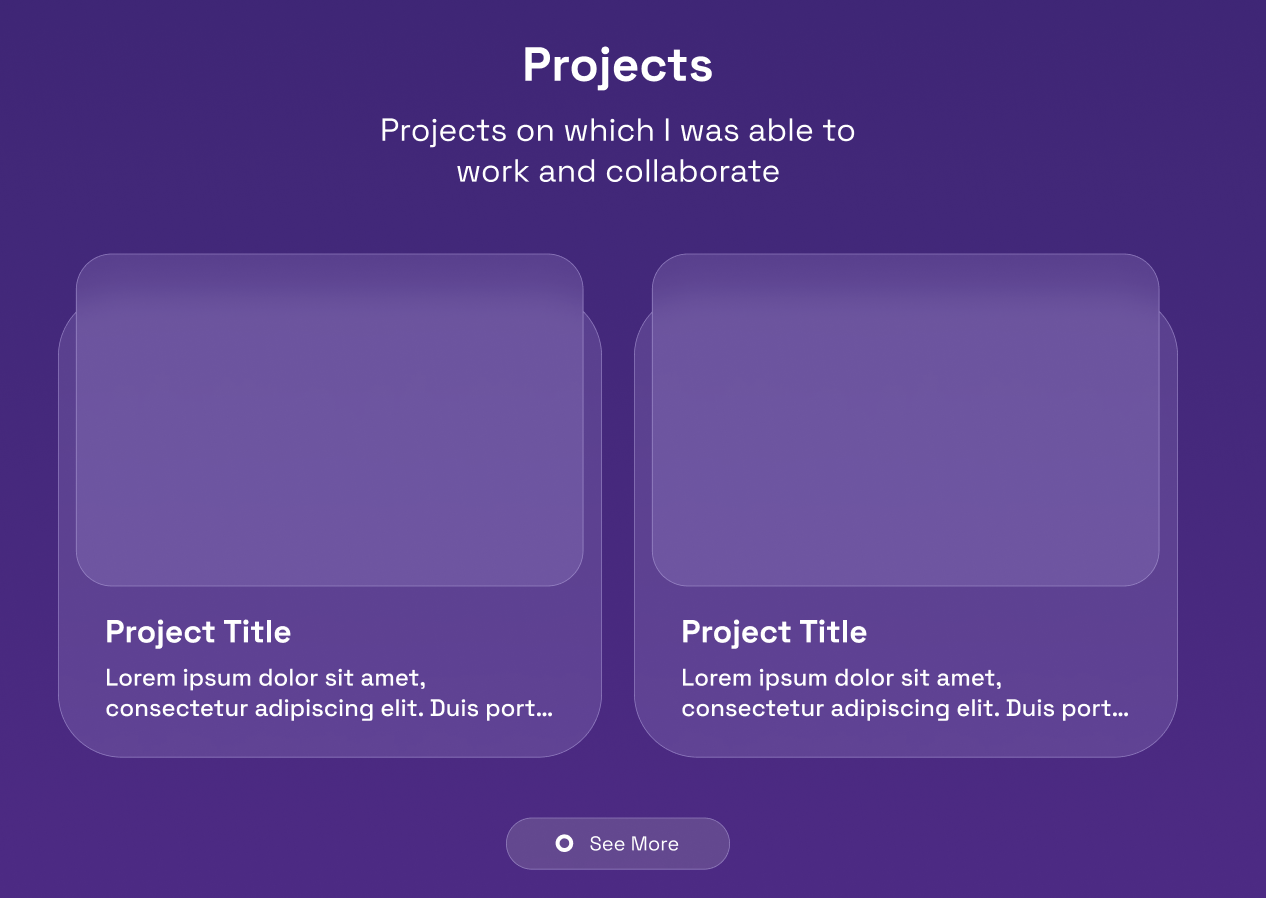 Projects
Projects on which I was able to
work and collaborate
Project Title
Lorem ipsum dolor sit amet,
consectetur adipiscing elit. Duis port...
Project Title
Lorem ipsum dolor sit amet,
consectetur adipiscing elit. Duis port...
See More